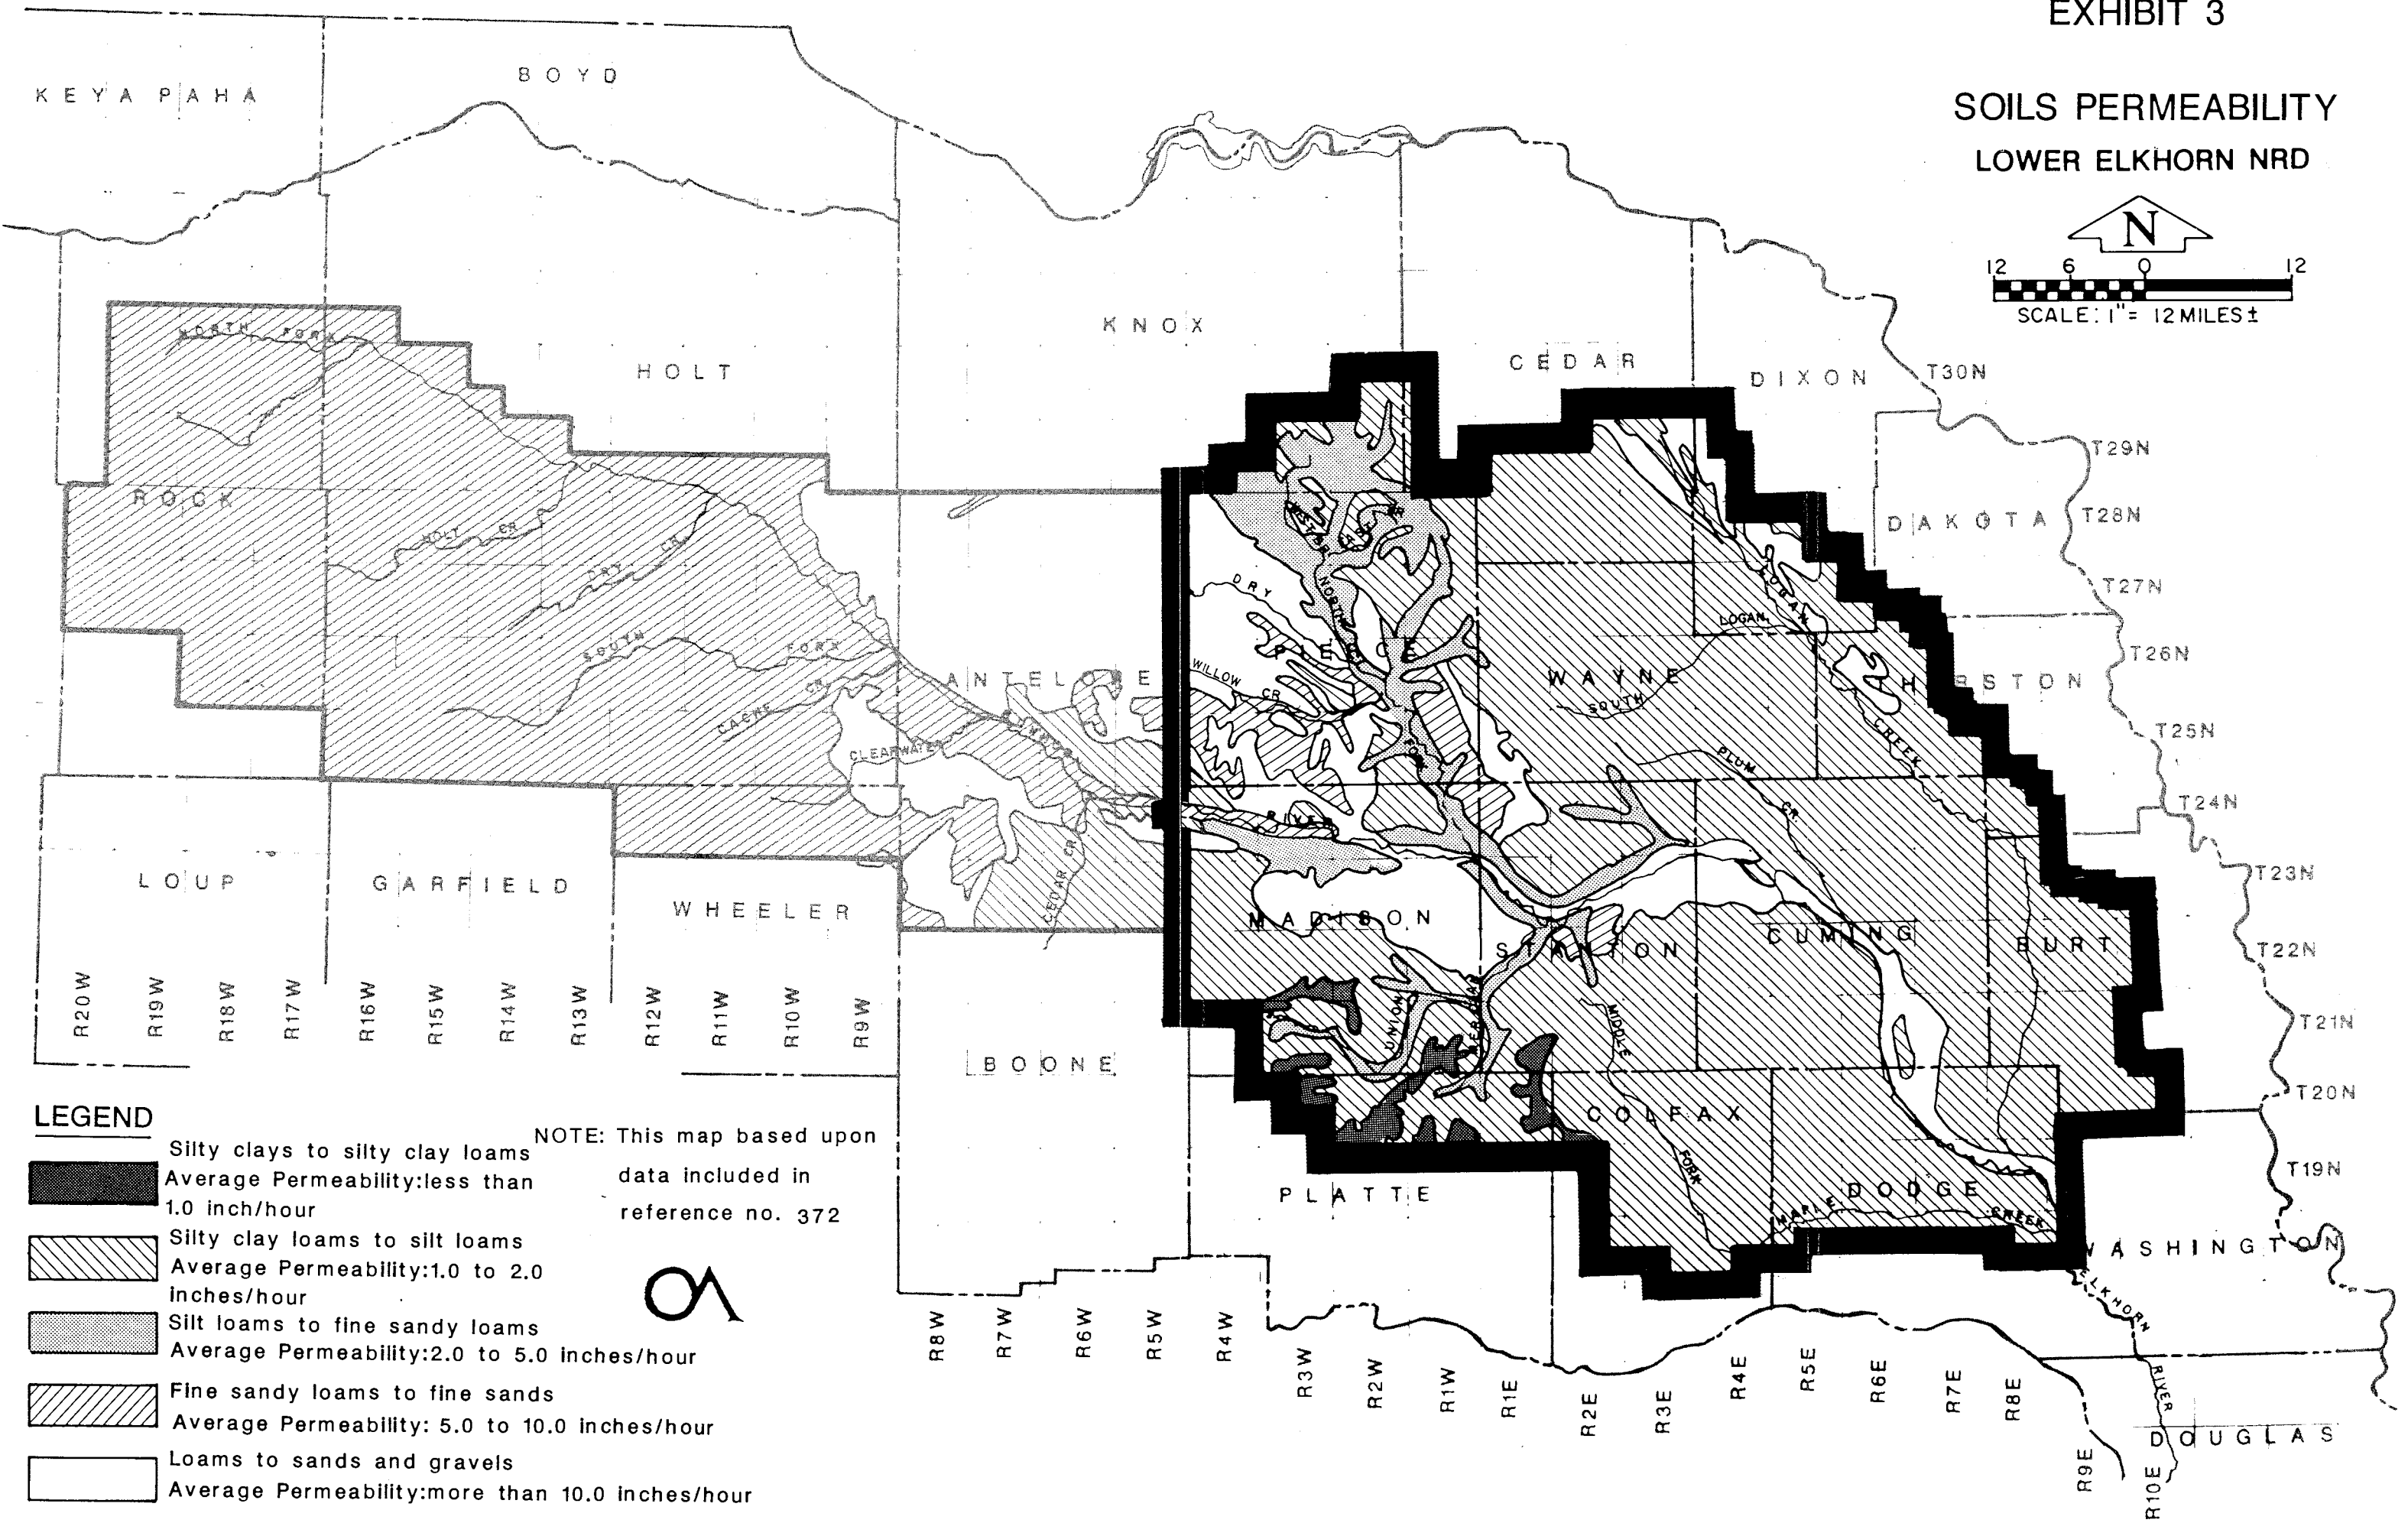 EXHIBIT 3
SOILS PERMEABILITY
LOWER ELKHORN NRD
N
12 6 0 12
SCALE: 1"= 12 MILES±
KEYA PAHA
BOYD
HOLT
KNOX
CEDAR
DIXON
DAKOTA
ROCK
ANTELOPE
PIERCE
WAYNE
THURSTON
LOUP
GARFIELD
WHEELER
MADISON
STANTON
CUMING
BURT
BOONE
PLATTE
COLFAX
DODGE
WASHINGTON
DOUGLAS
NORTH FORK
HOLT CR
DRY CR
SOUTH FORK
CACHE CR
CLEARWATER
ELKHORN
CEDAR CR
RIVER
DRY
WILLOW CR
NORTH
FORK
LOGAN
LOGAN
SOUTH
CREEK
PLUM
CR
UNION
MIDDLE
FORK
MAPLE
CREEK
ELKHORN
RIVER
T30N
T29N
T28N
T27N
T26N
T25N
T24N
T23N
T22N
T21N
T20N
T19N
R20W
R19W
R18W
R17W
R16W
R15W
R14W
R13W
R12W
R11W
R10W
R9W
R8W
R7W
R6W
R5W
R4W
R3W
R2W
R1W
R1E
R2E
R3E
R4E
R5E
R6E
R7E
R8E
R9E
R10E
LEGEND
Silty clays to silty clay loams
Average Permeability:less than
1.0 inch/hour
Silty clay loams to silt loams
Average Permeability:1.0 to 2.0
inches/hour
Silt loams to fine sandy loams
Average Permeability:2.0 to 5.0 inches/hour
Fine sandy loams to fine sands
Average Permeability: 5.0 to 10.0 inches/hour
Loams to sands and gravels
Average Permeability:more than 10.0 inches/hour
NOTE: This map based upon
data included in
reference no. 372